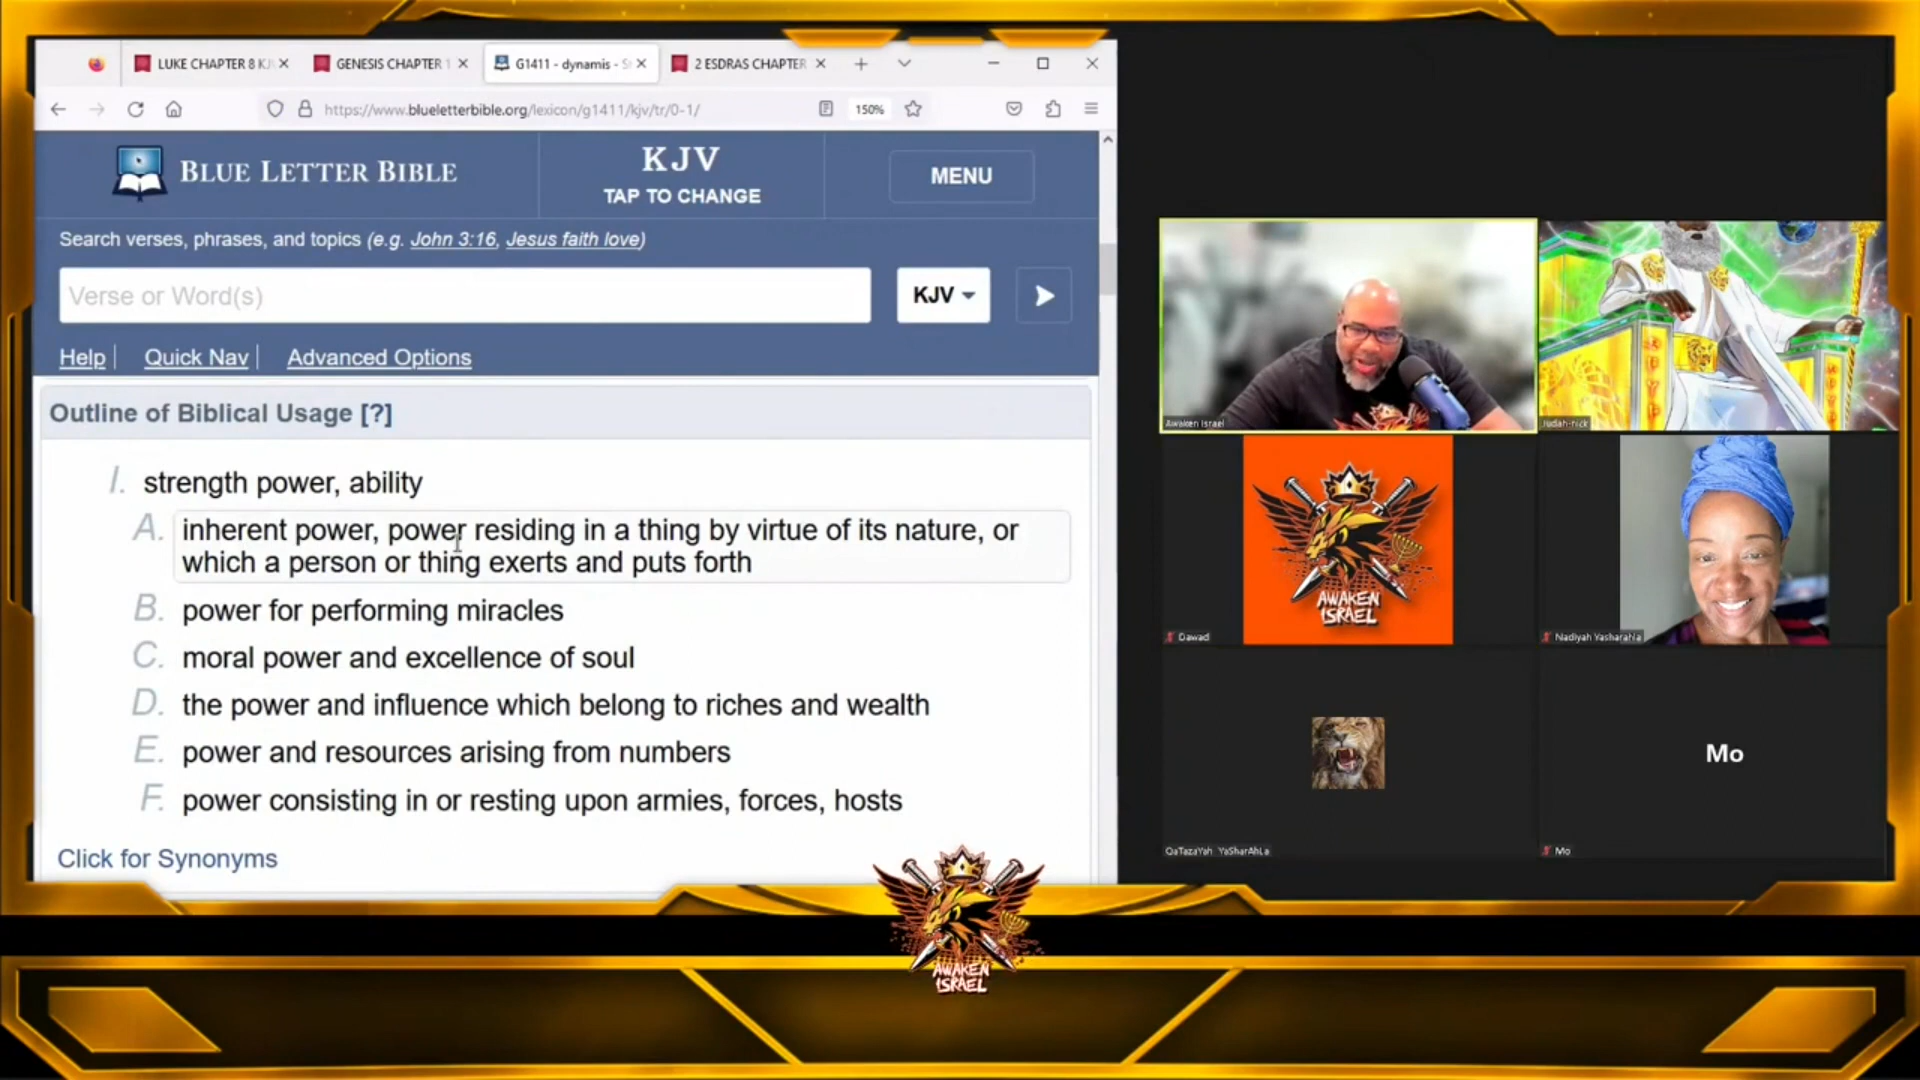 LUKE CHAPTER 8 KJ
GENESIS CHAPTER 1
G1411 - dynamis - S
2 ESDRAS CHAPTER
https://www.blueletterbible.org/lexicon/g1411/kjv/tr/0-1/
150%
BLUE LETTER BIBLE
KJV
TAP TO CHANGE
MENU
Search verses, phrases, and topics (e.g. John 3:16, Jesus faith love)
Verse or Word(s)
KJV
Help
Quick Nav
Advanced Options
Outline of Biblical Usage [?]
I. strength power, ability
A. inherent power, power residing in a thing by virtue of its nature, or
which a person or thing exerts and puts forth
B. power for performing miracles
C. moral power and excellence of soul
D. the power and influence which belong to riches and wealth
E. power and resources arising from numbers
F. power consisting in or resting upon armies, forces, hosts
Click for Synonyms
Awaken Israel
Judah-nick
AWAKEN
ISRAEL
Dawad
Nadiyah Yasharahla
Mo
QaTazaYah YaSharAhLa
Mo
AWAKEN
ISRAEL